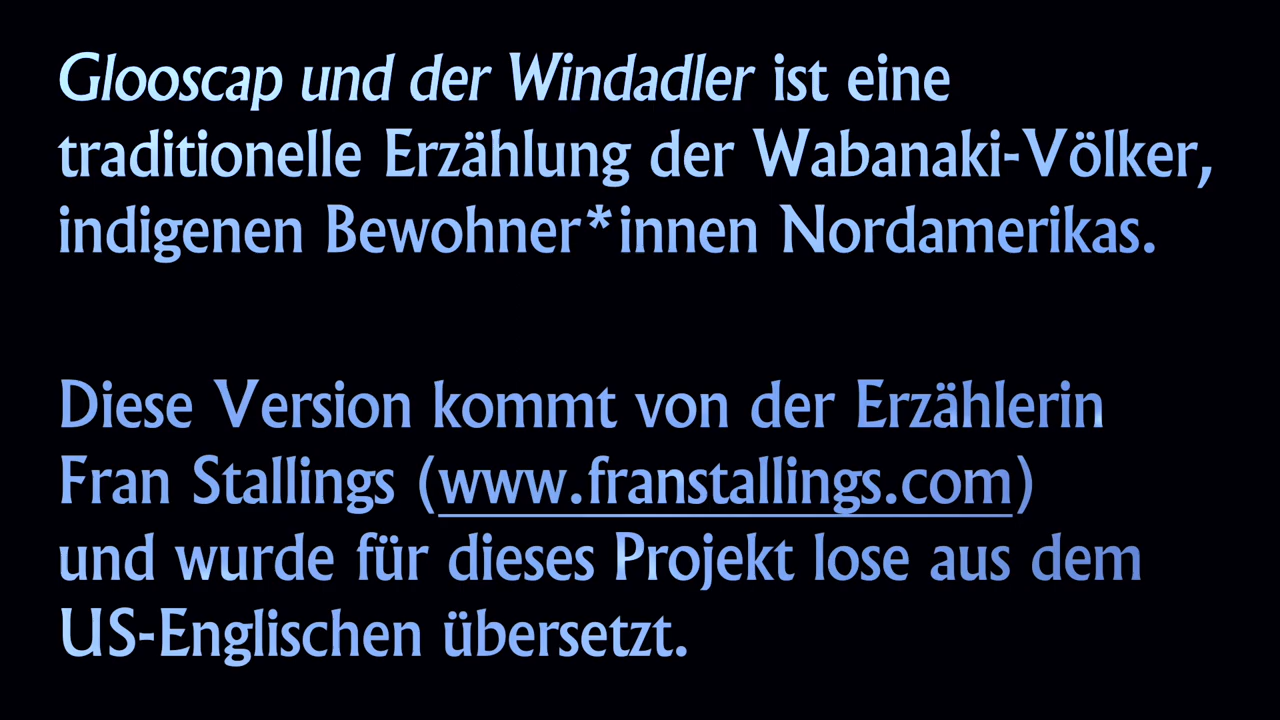 Glooscap und der Windadler ist eine
traditionelle Erzählung der Wabanaki-Völker,
indigenen Bewohner*innen Nordamerikas.
Diese Version kommt von der Erzählerin
Fran Stallings (www.franstallings.com)
und wurde für dieses Projekt lose aus dem
US-Englischen übersetzt.